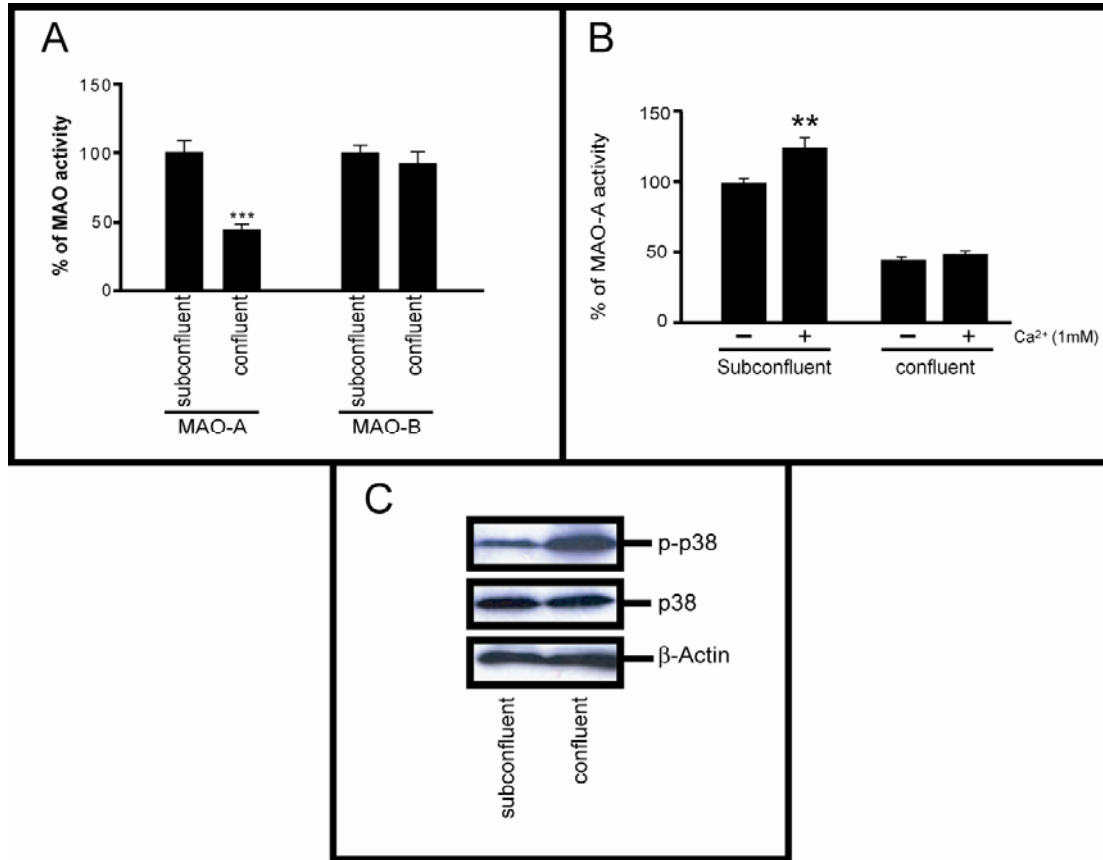 A
% of MAO activity
150
100
50
0
***
subconfluent
confluent
subconfluent
confluent
MAO-A
MAO-B
B
% of MAO-A activity
150
100
50
0
**
− + − + Ca²⁺ (1mM)
Subconfluent
confluent
C
p-p38
p38
β-Actin
subconfluent
confluent